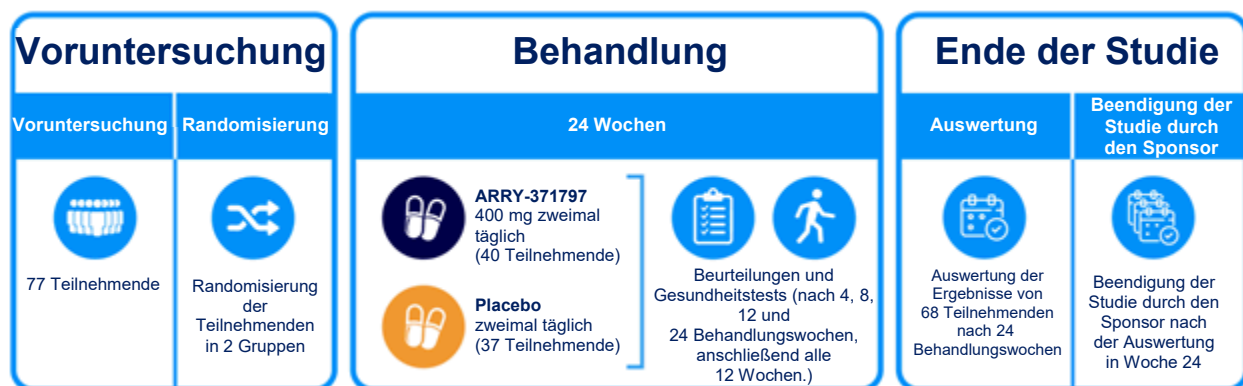 Voruntersuchung
Voruntersuchung
Randomisierung
77 Teilnehmende
Randomisierung
der
Teilnehmenden
in 2 Gruppen
Behandlung
24 Wochen
ARRY-371797
400 mg zweimal
täglich
(40 Teilnehmende)
Placebo
zweimal täglich
(37 Teilnehmende)
Beurteilungen und
Gesundheitstests (nach 4, 8,
12 und
24 Behandlungswochen,
anschließend alle
12 Wochen.)
Ende der Studie
Auswertung
Beendigung der
Studie durch
den Sponsor
Auswertung der
Ergebnisse von
68 Teilnehmenden
nach 24
Behandlungswochen
Beendigung der
Studie durch den
Sponsor nach
der Auswertung
in Woche 24